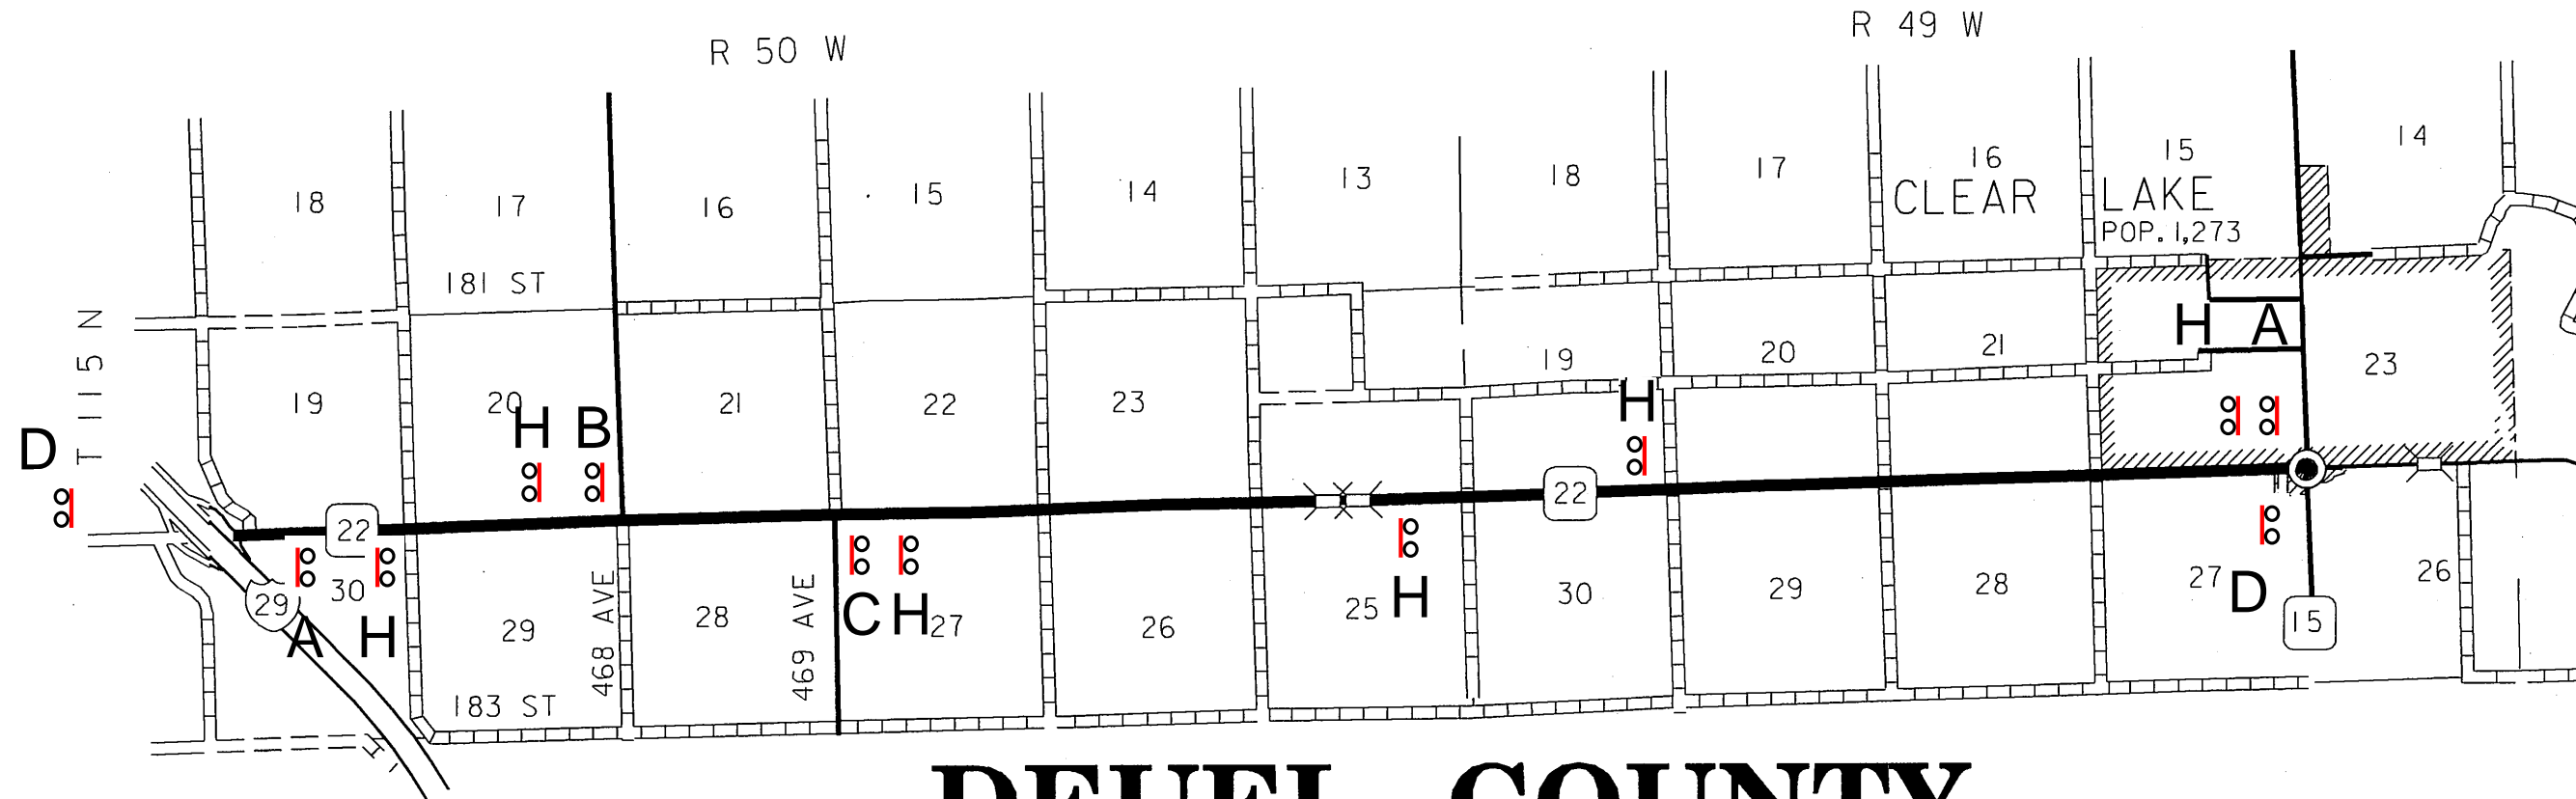 R 50 W
R 49 W
18
17
16
15
14
13
18
17
16
15
14
CLEAR LAKE
POP. 1,273
181 ST
T 115 N
19
20
21
22
23
19
20
21
23
H A
D
H B
H
22
22
29
30
A H
29
468 AVE
28
469 AVE
C H
27
26
25
H
30
29
28
27
D
26
15
183 ST
DEUEL COUNTY